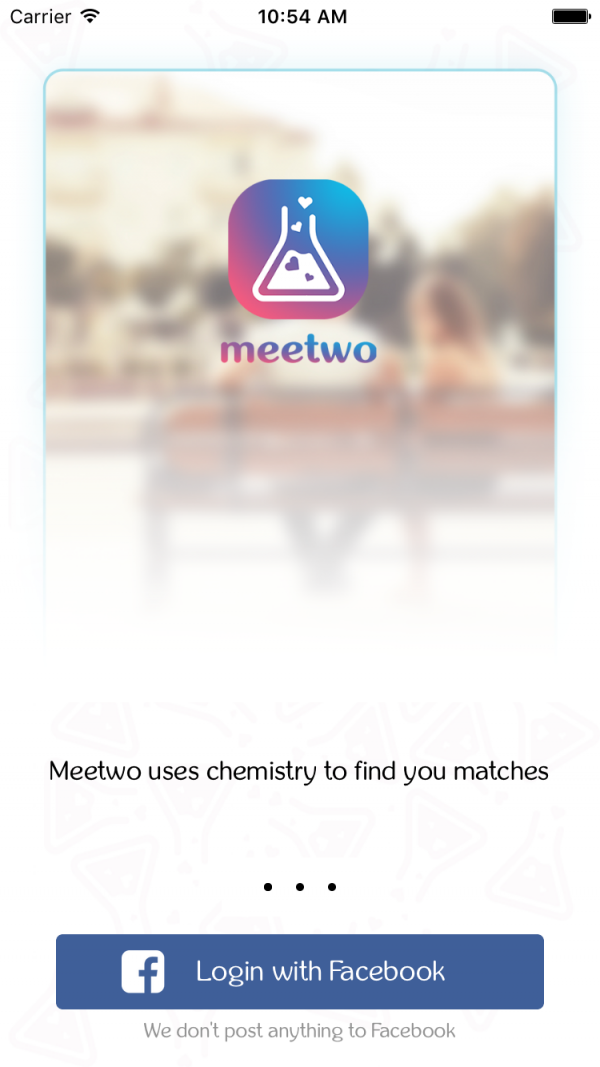 Carrier
10:54 AM
meetwo
Meetwo uses chemistry to find you matches
Login with Facebook
We don't post anything to Facebook